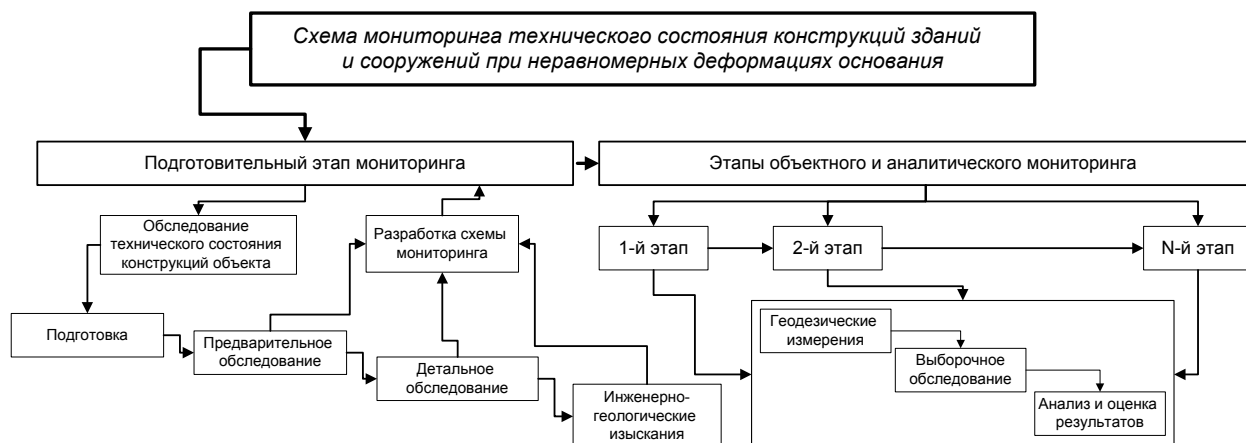 Схема мониторинга технического состояния конструкций зданий
и сооружений при неравномерных деформациях основания
Подготовительный этап мониторинга
Этапы объектного и аналитического мониторинга
Обследование
технического состояния
конструкций объекта
Разработка схемы
мониторинга
1-й этап
2-й этап
N-й этап
Подготовка
Предварительное
обследование
Детальное
обследование
Инженерно-
геологические
изыскания
Геодезические
измерения
Выборочное
обследование
Анализ и оценка
результатов